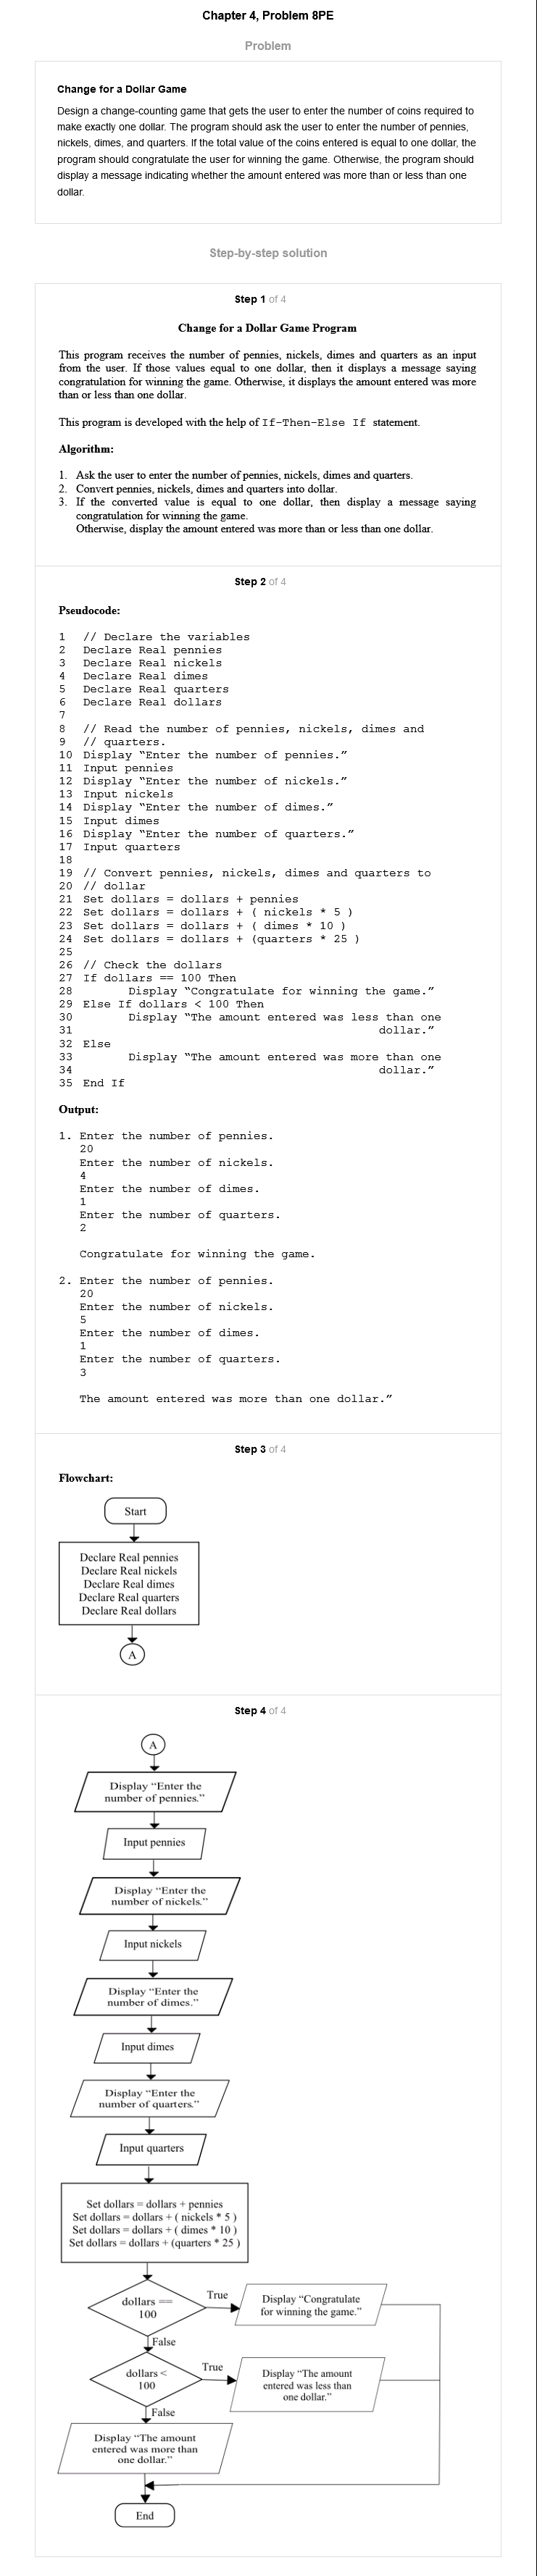 Chapter 4, Problem 8PE
Problem
Change for a Dollar Game
Design a change-counting game that gets the user to enter the number of coins required to
make exactly one dollar. The program should ask the user to enter the number of pennies,
nickels, dimes, and quarters. If the total value of the coins entered is equal to one dollar, the
program should congratulate the user for winning the game. Otherwise, the program should
display a message indicating whether the amount entered was more than or less than one
dollar.
Step-by-step solution
Step 1 of 4
Change for a Dollar Game Program
This program receives the number of pennies, nickels, dimes and quarters as an input
from the user. If those values equal to one dollar, then it displays a message saying
congratulation for winning the game. Otherwise, it displays the amount entered was more
than or less than one dollar.
This program is developed with the help of If-Then-Else If statement.
Algorithm:
1. Ask the user to enter the number of pennies, nickels, dimes and quarters.
2. Convert pennies, nickels, dimes and quarters into dollar.
3. If the converted value is equal to one dollar, then display a message saying
congratulation for winning the game.
Otherwise, display the amount entered was more than or less than one dollar.
Step 2 of 4
Pseudocode:
1 // Declare the variables
2 Declare Real pennies
3 Declare Real nickels
4 Declare Real dimes
5 Declare Real quarters
6 Declare Real dollars
7
8 // Read the number of pennies, nickels, dimes and
9 // quarters.
10 Display “Enter the number of pennies.”
11 Input pennies
12 Display “Enter the number of nickels.”
13 Input nickels
14 Display “Enter the number of dimes.”
15 Input dimes
16 Display “Enter the number of quarters.”
17 Input quarters
18
19 // Convert pennies, nickels, dimes and quarters to
20 // dollar
21 Set dollars = dollars + pennies
22 Set dollars = dollars + ( nickels * 5 )
23 Set dollars = dollars + ( dimes * 10 )
24 Set dollars = dollars + (quarters * 25 )
25
26 // Check the dollars
27 If dollars == 100 Then
28 Display “Congratulate for winning the game.”
29 Else If dollars < 100 Then
30 Display “The amount entered was less than one
31 dollar.”
32 Else
33 Display “The amount entered was more than one
34 dollar.”
35 End If
Output:
1. Enter the number of pennies.
20
Enter the number of nickels.
4
Enter the number of dimes.
1
Enter the number of quarters.
2
Congratulate for winning the game.
2. Enter the number of pennies.
20
Enter the number of nickels.
5
Enter the number of dimes.
1
Enter the number of quarters.
3
The amount entered was more than one dollar.”
Step 3 of 4
Flowchart:
Start
Declare Real pennies
Declare Real nickels
Declare Real dimes
Declare Real quarters
Declare Real dollars
A
Step 4 of 4
A
Display “Enter the
number of pennies.”
Input pennies
Display “Enter the
number of nickels.”
Input nickels
Display “Enter the
number of dimes.”
Input dimes
Display “Enter the
number of quarters.”
Input quarters
Set dollars = dollars + pennies
Set dollars = dollars + ( nickels * 5 )
Set dollars = dollars + ( dimes * 10 )
Set dollars = dollars + (quarters * 25 )
dollars ==
100
True
Display “Congratulate
for winning the game.”
False
dollars <
100
True
Display “The amount
entered was less than
one dollar.”
False
Display “The amount
entered was more than
one dollar.”
End